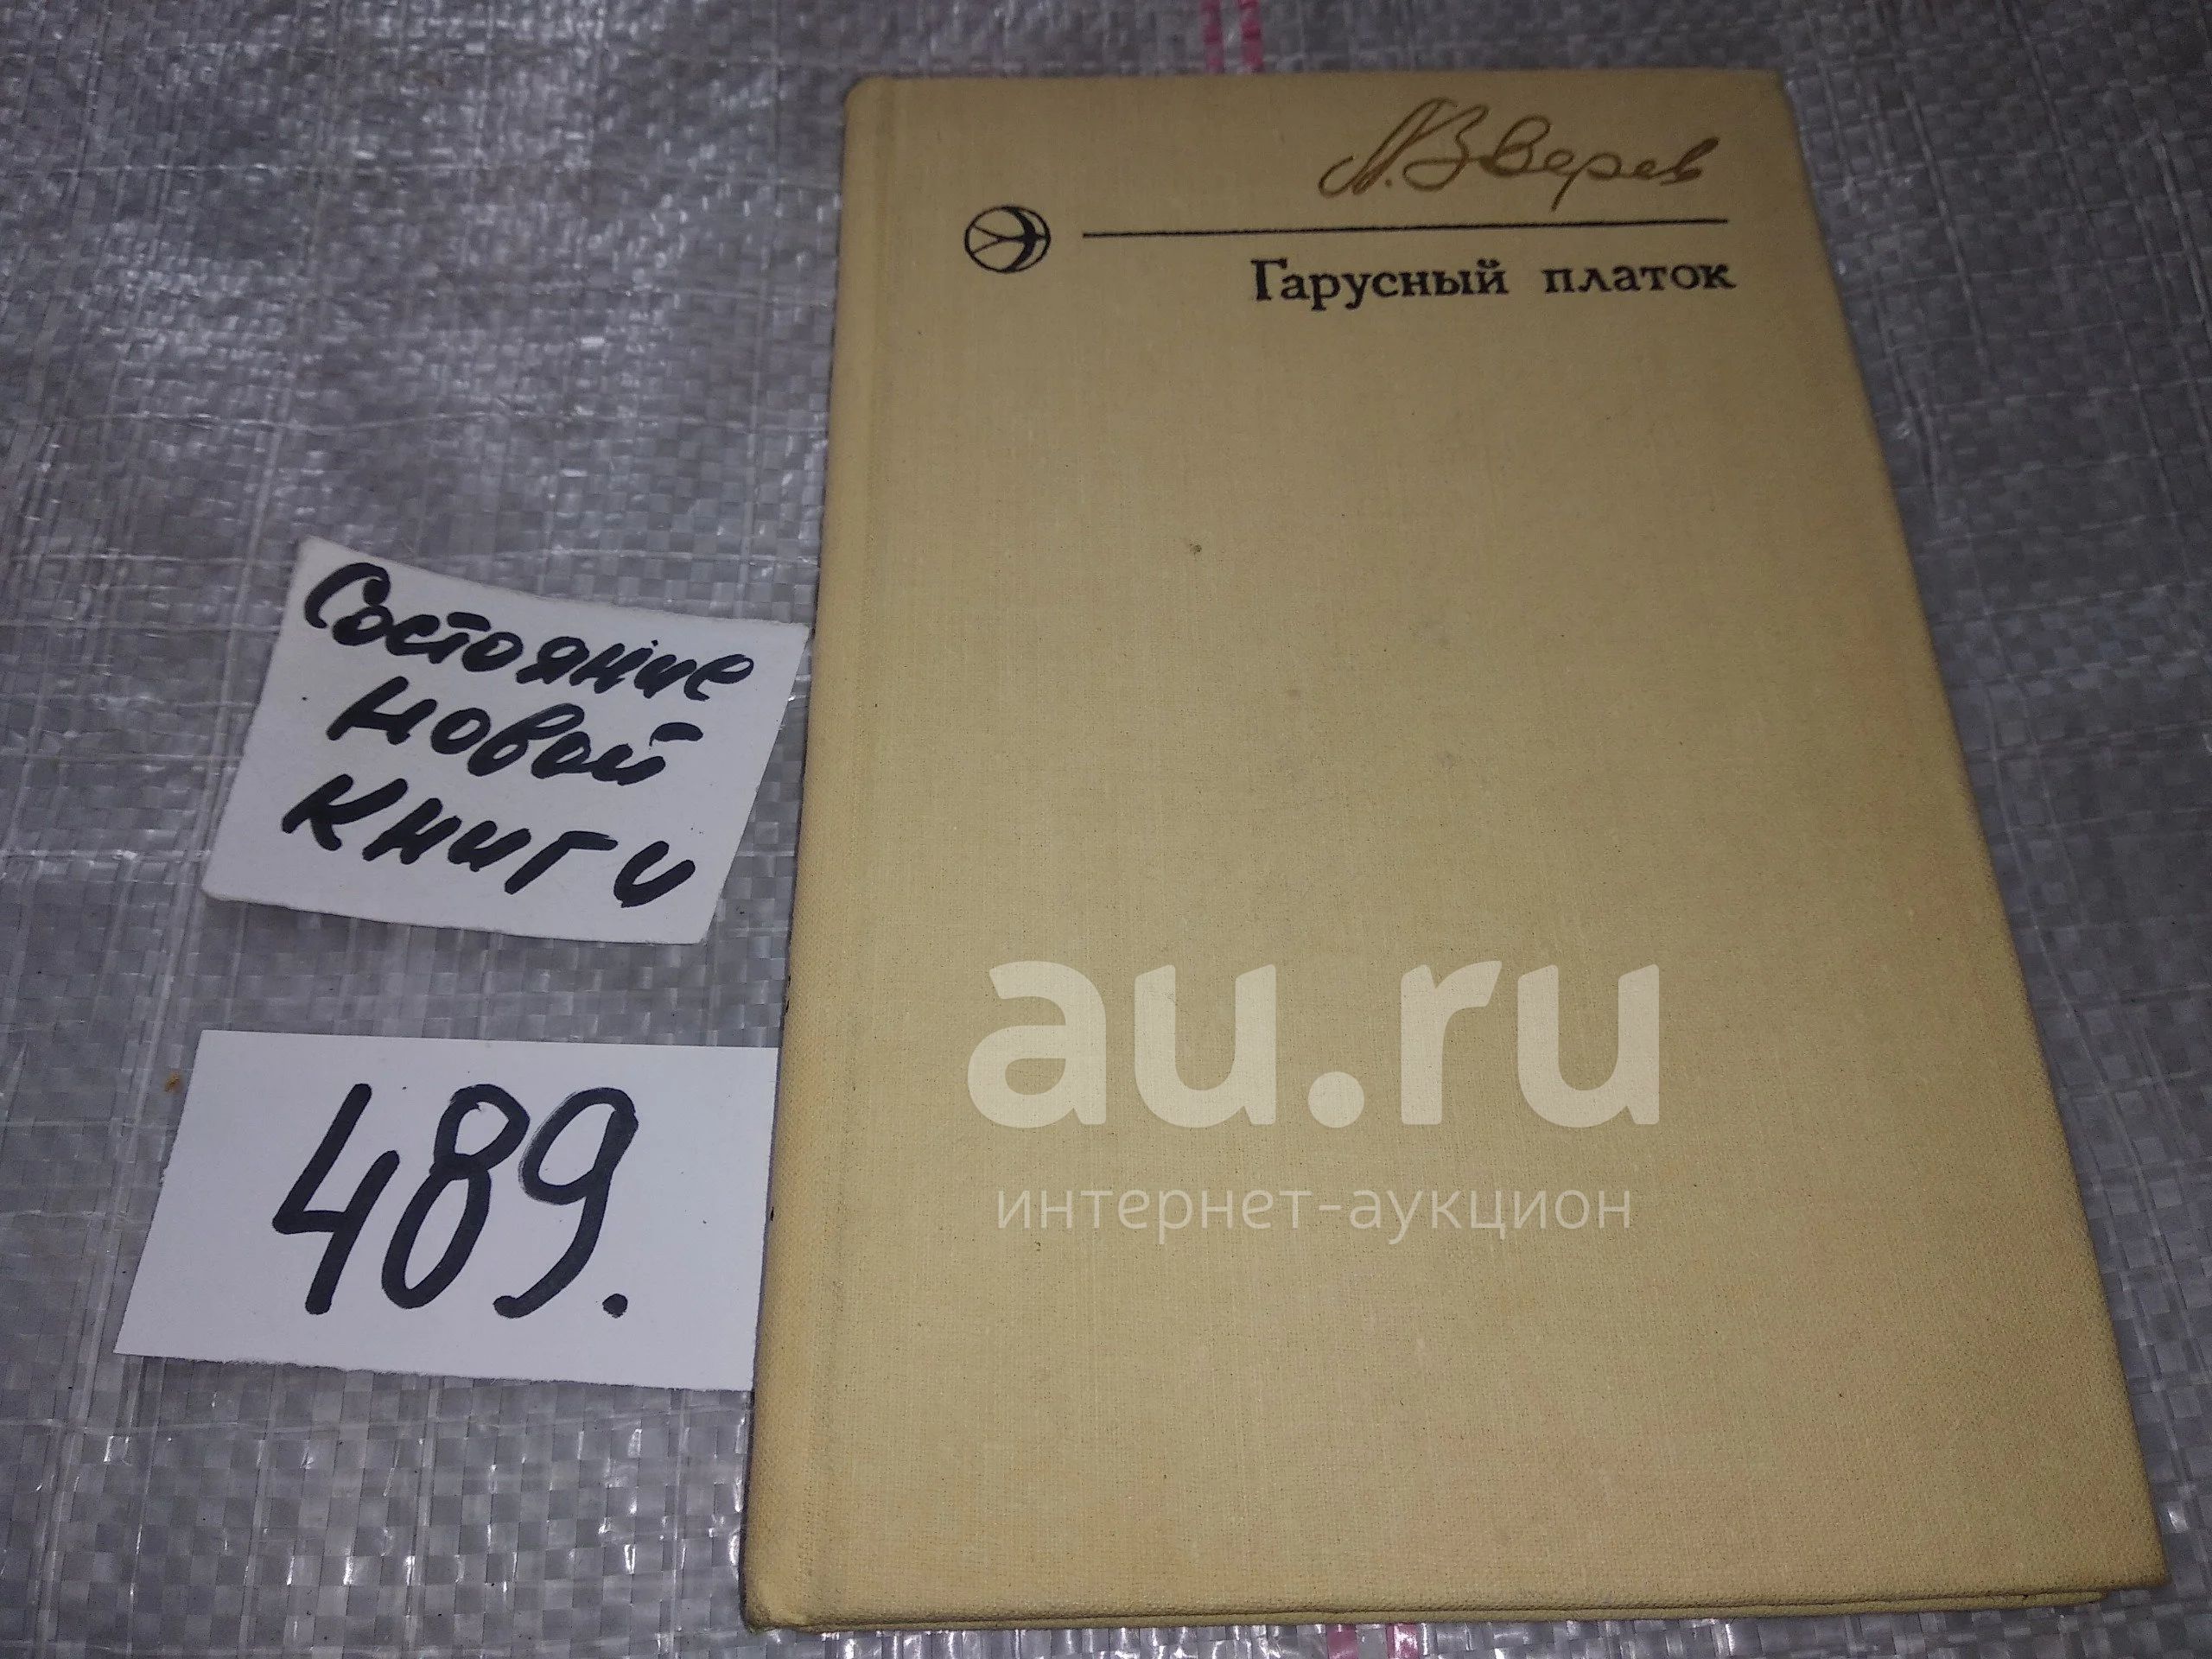 Л. Зверев
Гарусный платок
Состояние
новой
книги
489.
au.ru
интернет-аукцион